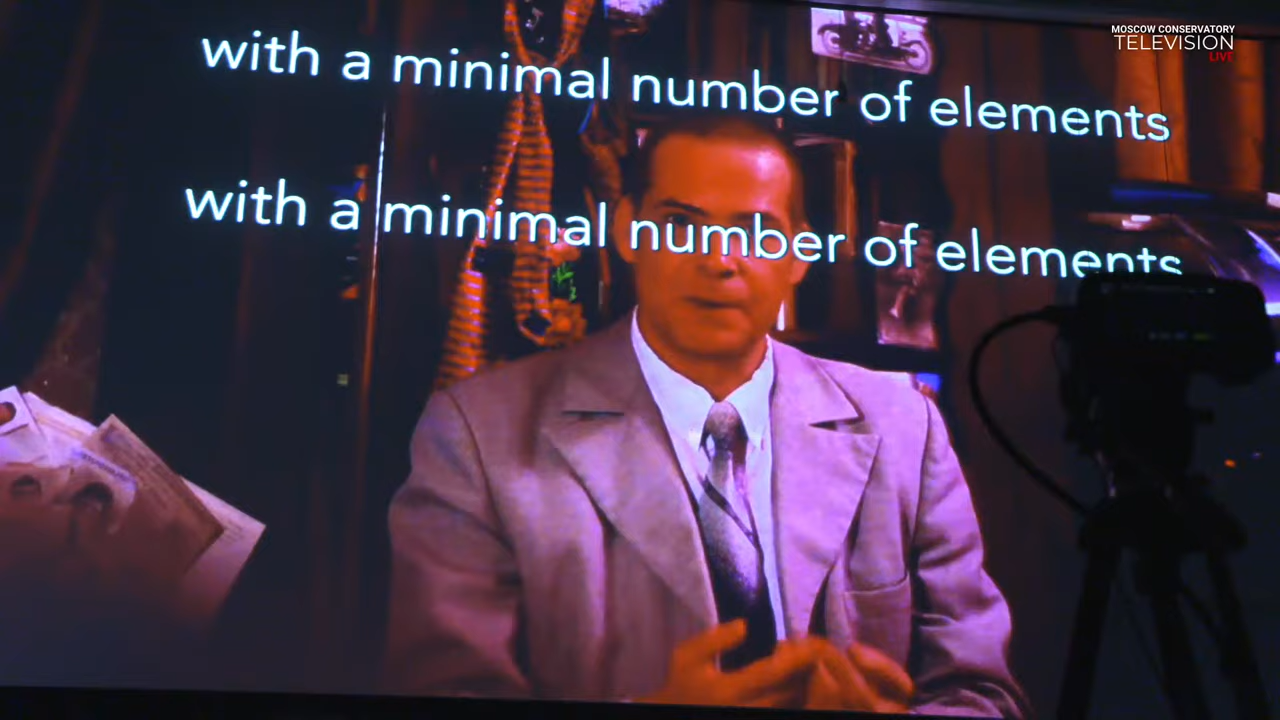 MOSCOW CONSERVATORY
TELEVISION
LIVE
with a minimal number of elements
with a minimal number of elements